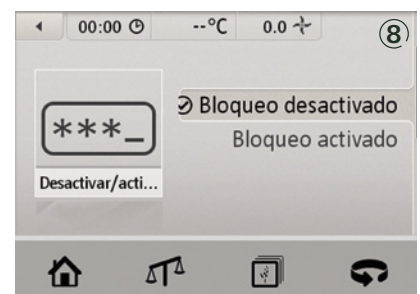 00:00 --°C 0.0 ⑧
Bloqueo desactivado
***_
Bloqueo activado
Desactivar/acti...